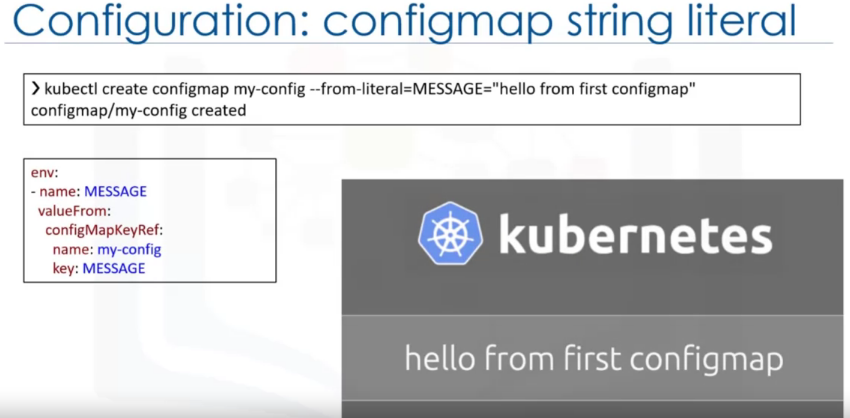 Configuration: configmap string literal
❯ kubectl create configmap my-config --from-literal=MESSAGE="hello from first configmap"
configmap/my-config created
env:
- name: MESSAGE
valueFrom:
configMapKeyRef:
name: my-config
key: MESSAGE
kubernetes
hello from first configmap